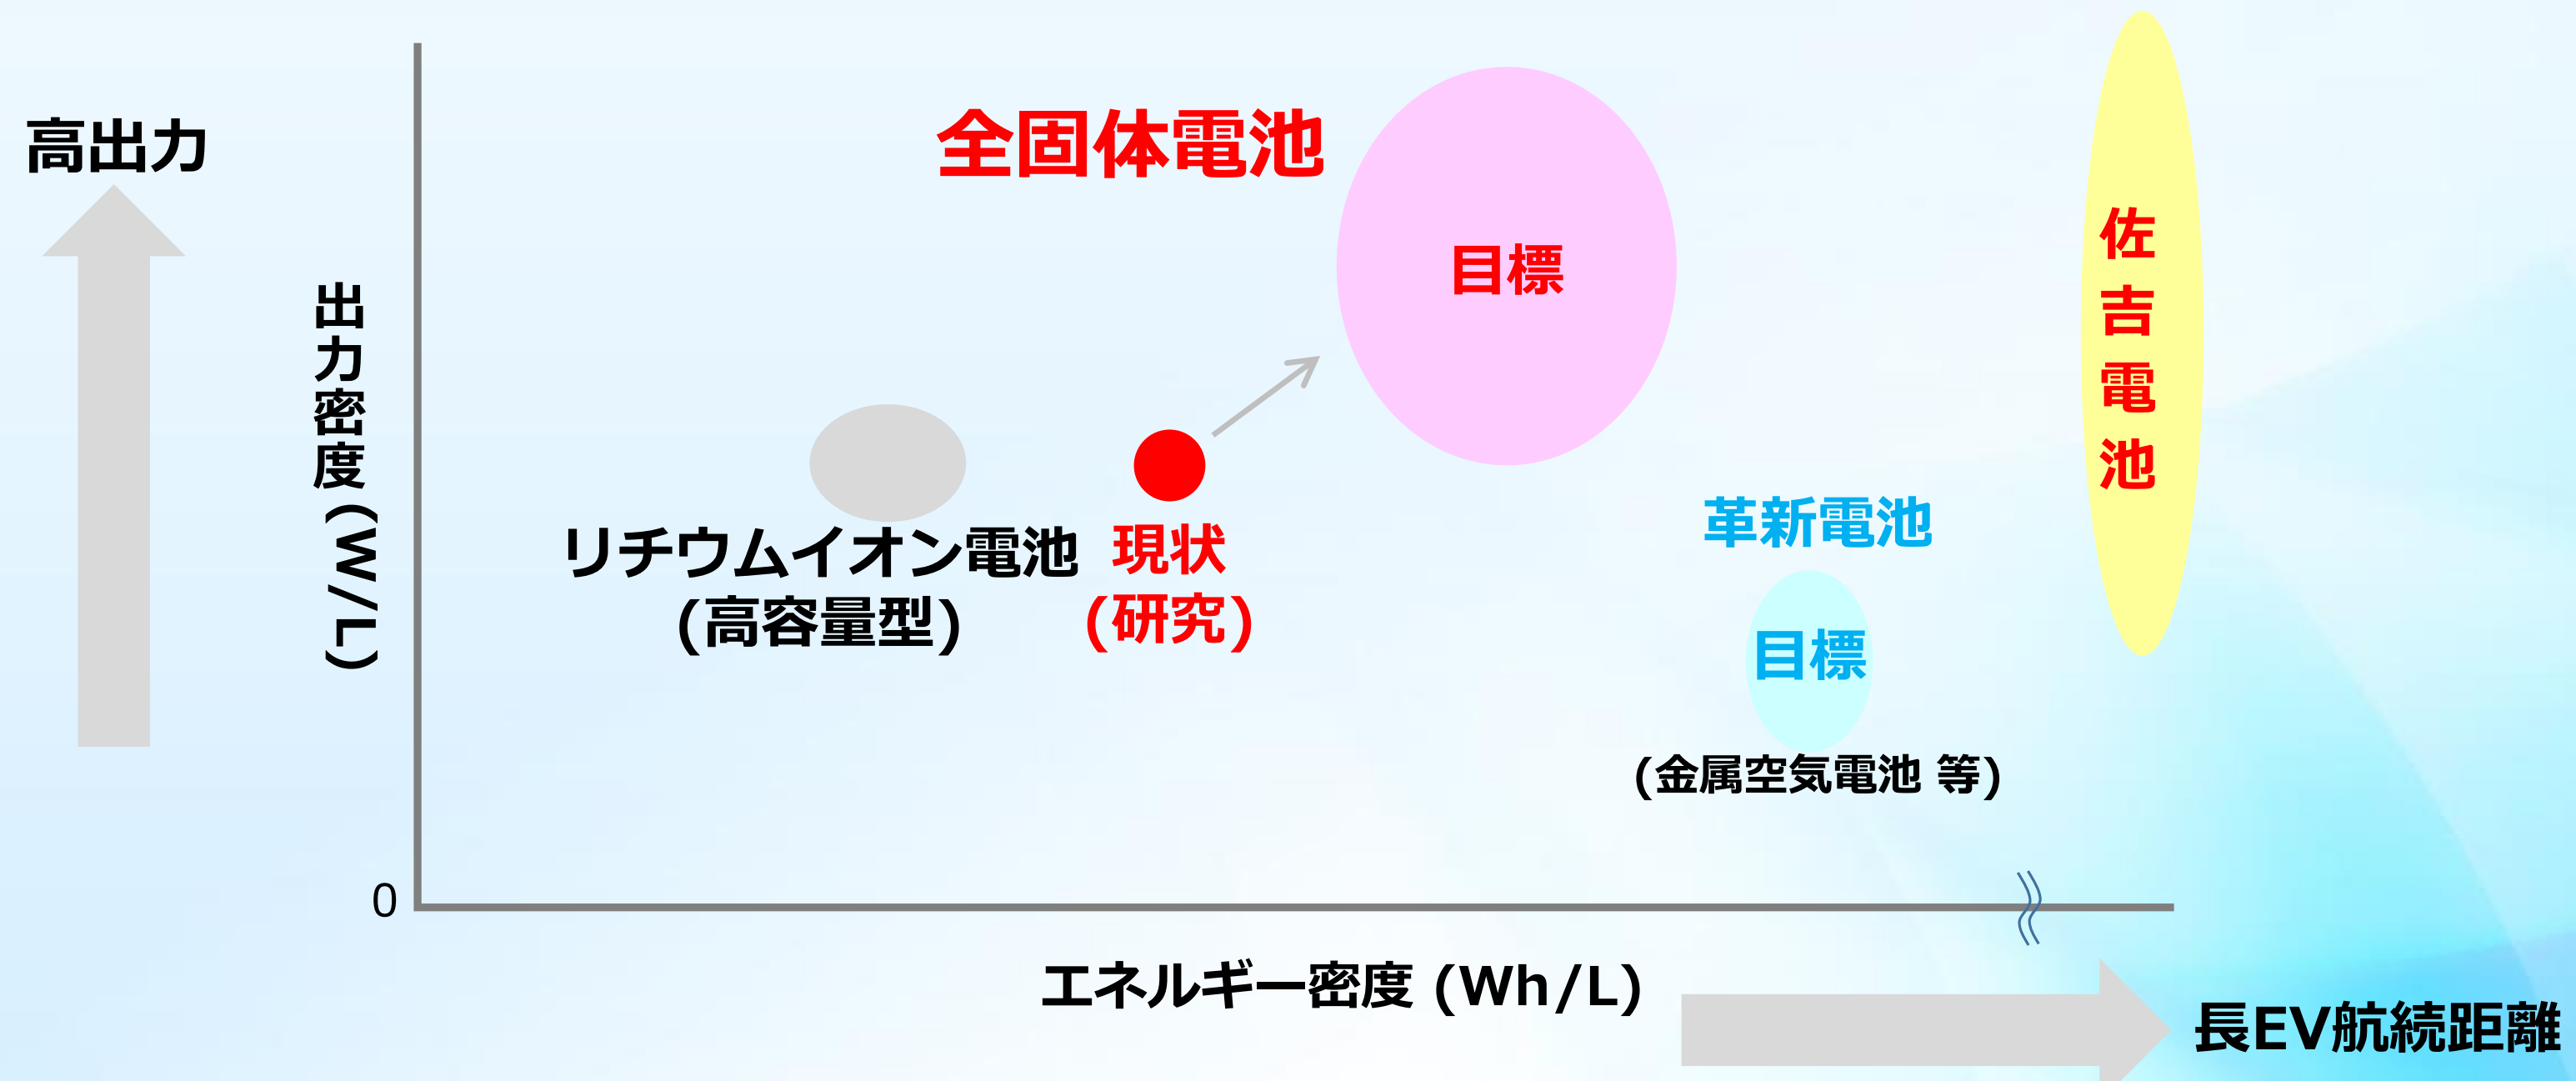 高出力
出力密度(W/L)
全固体電池
目標
佐吉電池
リチウムイオン電池
(高容量型)
現状
(研究)
革新電池
目標
(金属空気電池 等)
0
エネルギー密度 (Wh/L)
長EV航続距離